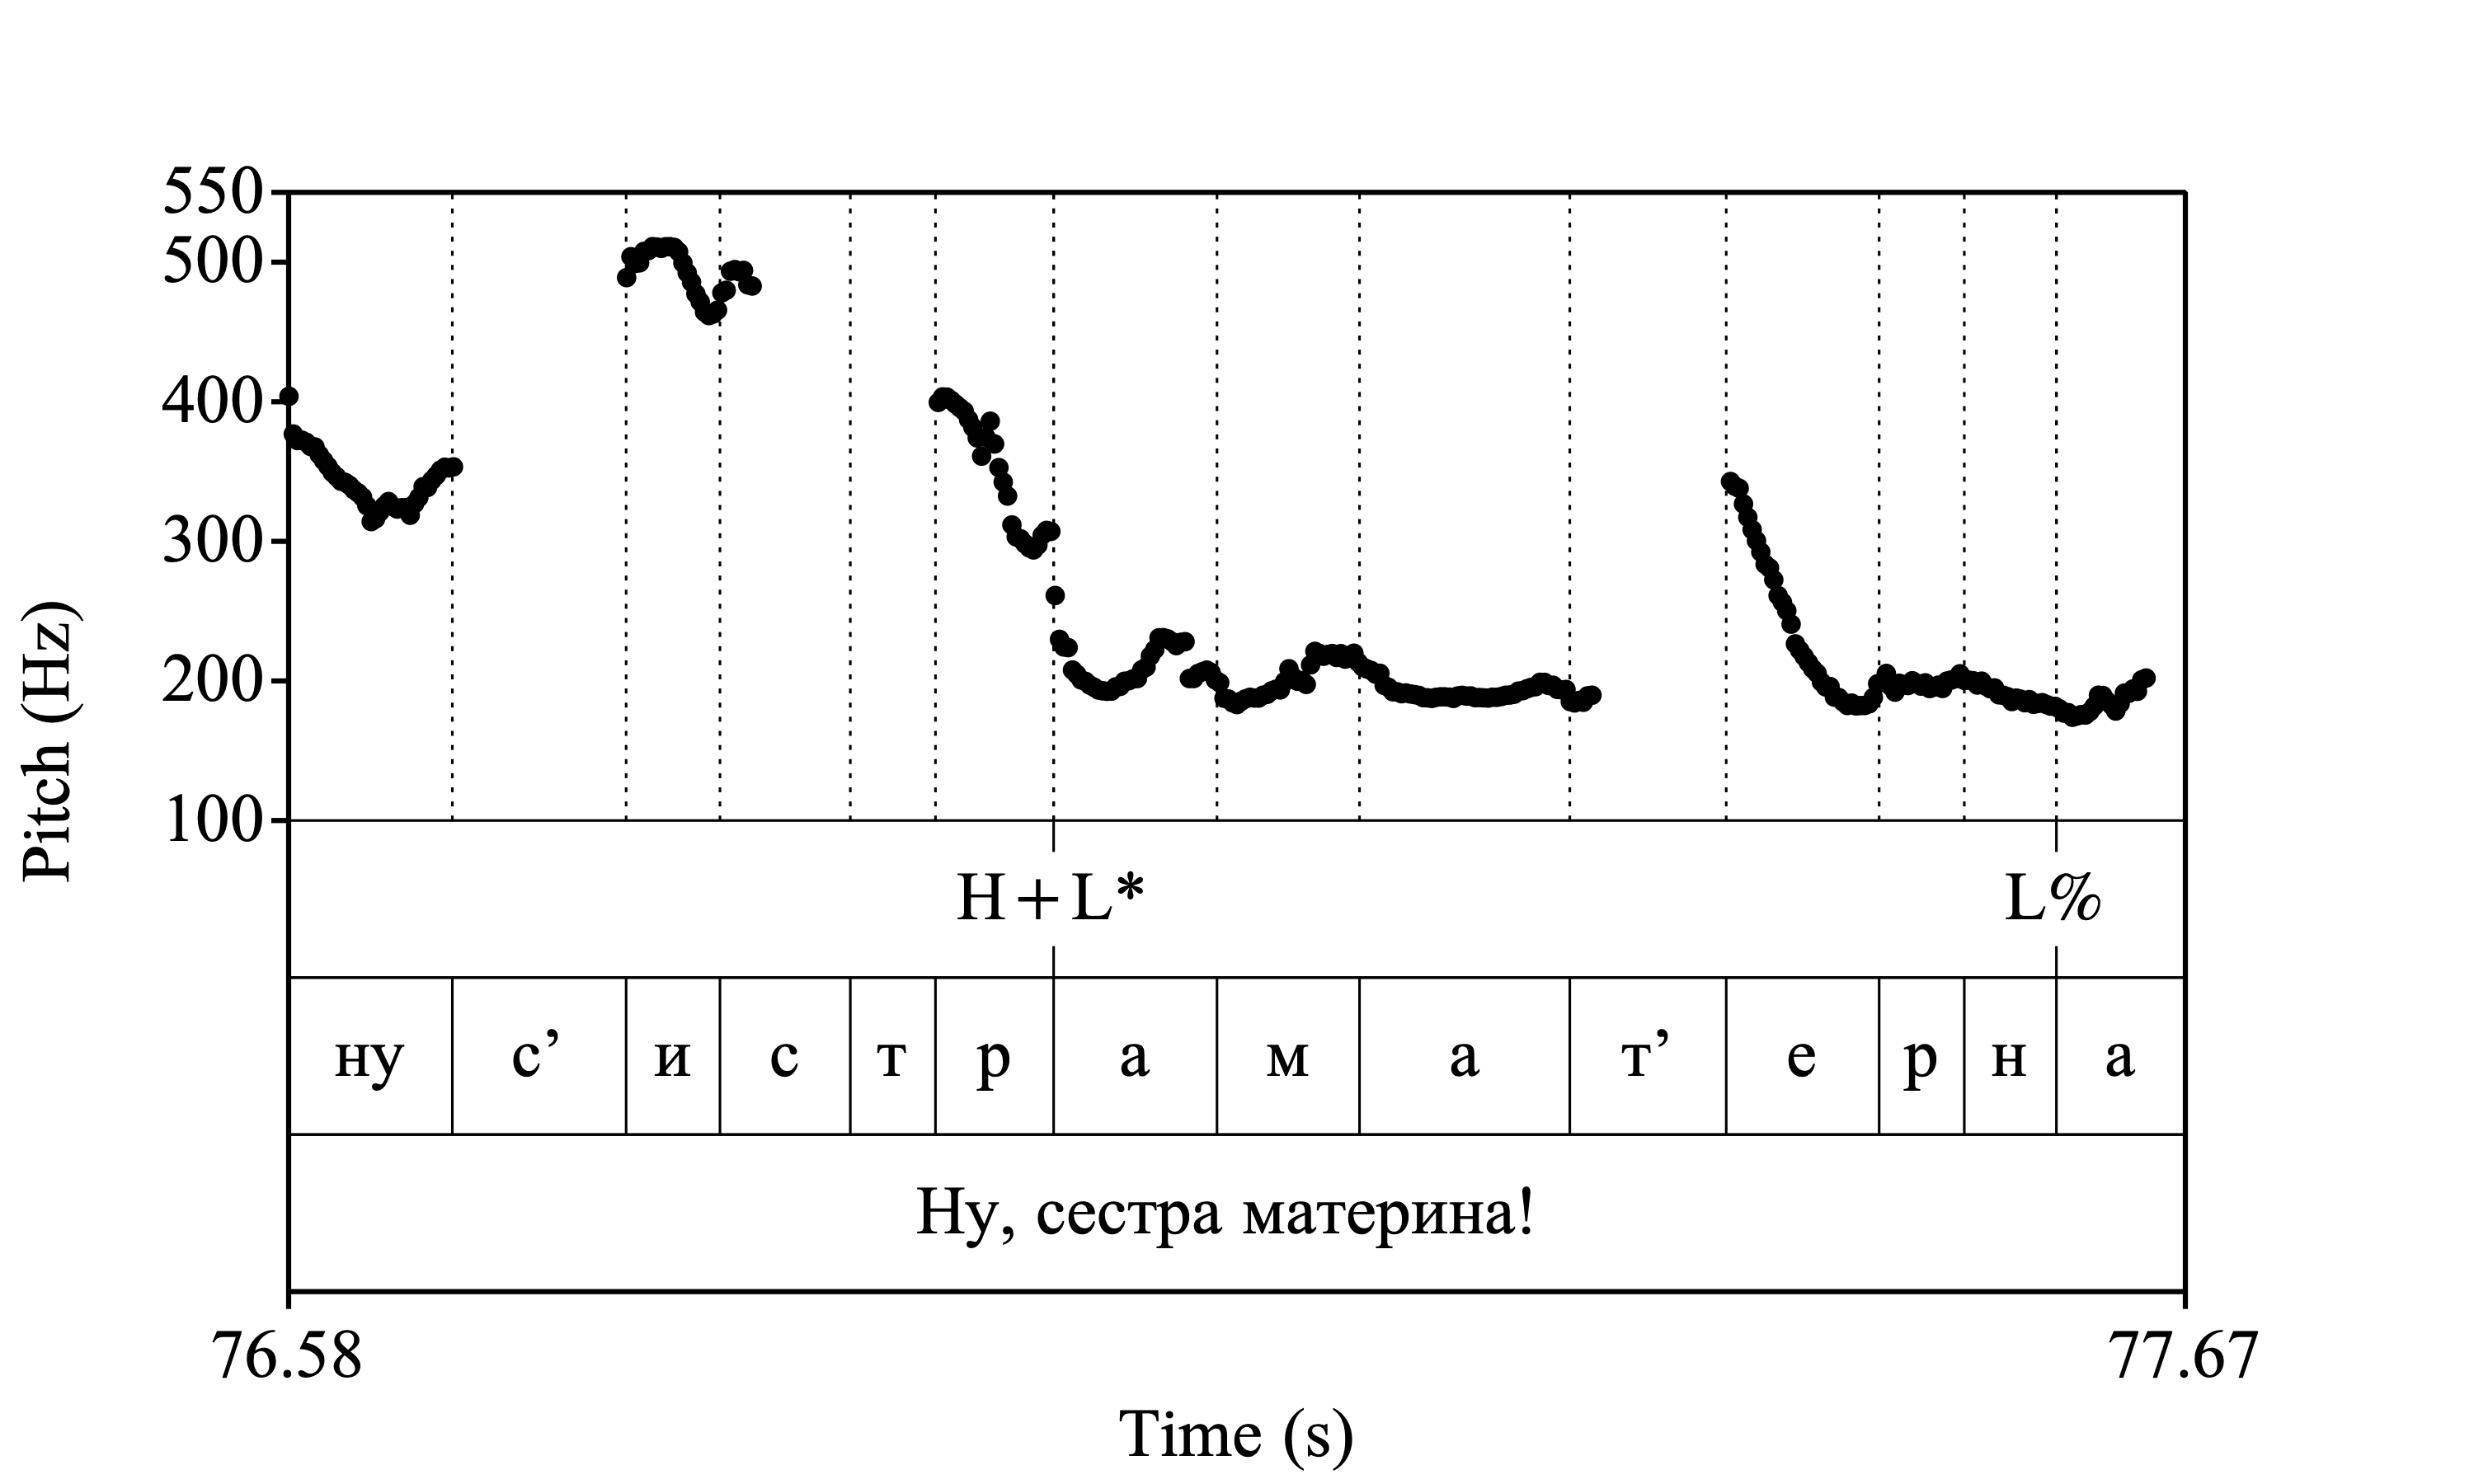 550
500
400
300
200
100
Pitch (Hz)
H+L* L%
ну с’ и с т р а м а т’ е р н а
Ну, сестра материна!
76.58 77.67
Time (s)